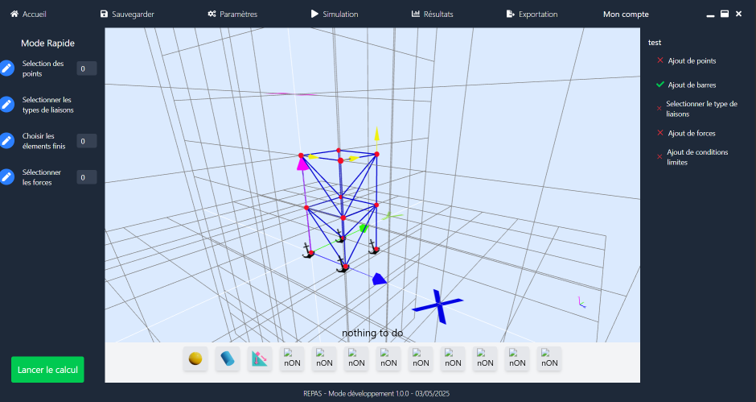 Accueil
Sauvegarder
Paramètres
Simulation
Résultats
Exportation
Mon compte
Mode Rapide
Selection des
points
0
Selectionner les
types de liaisons
Choisir les
élements finis
0
Sélectionner
les forces
0
Lancer le calcul
test
Ajout de points
Ajout de barres
Selectionner le type de
liaisons
Ajout de forces
Ajout de conditions
limites
nothing to do
nON
nON
nON
nON
nON
nON
nON
nON
nON
REPAS - Mode développement 1.0.0 - 03/05/2025